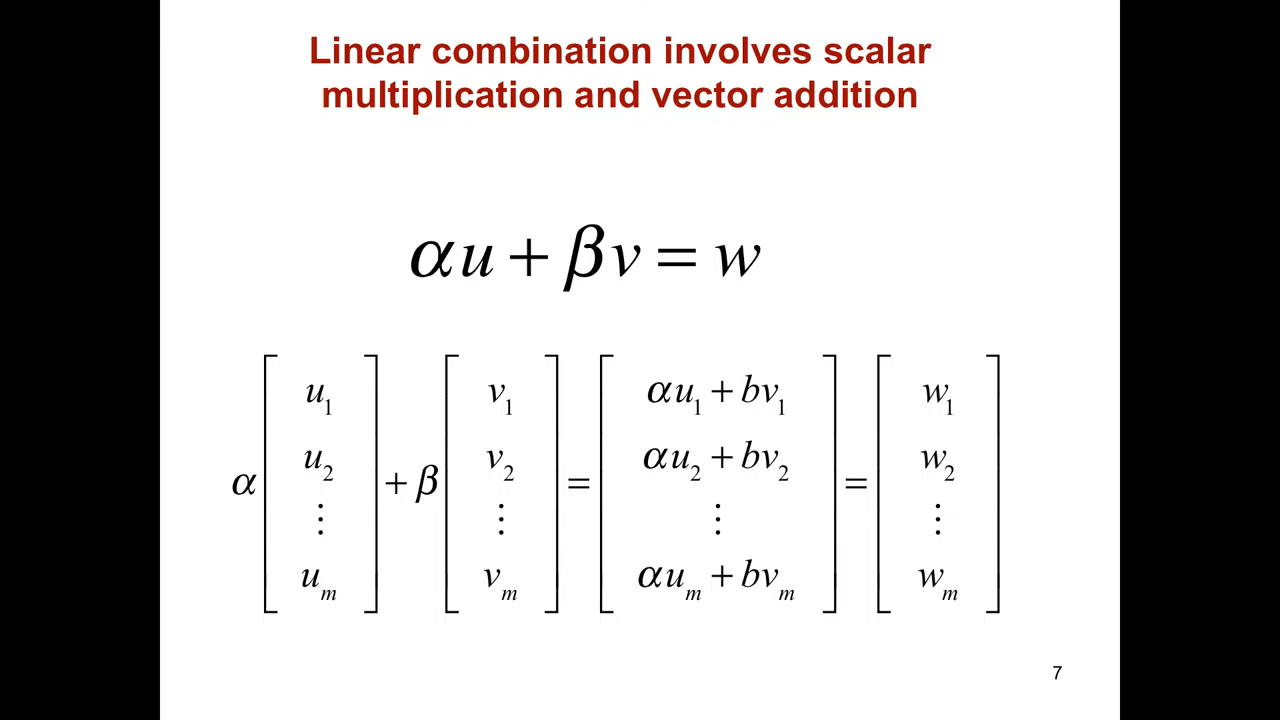 Linear combination involves scalar
multiplication and vector addition
αu + βv = w
α [u₁ u₂ ⋮ uₘ] + β [v₁ v₂ ⋮ vₘ] = [αu₁ + bv₁ αu₂ + bv₂ ⋮ αuₘ + bvₘ] = [w₁ w₂ ⋮ wₘ]
7